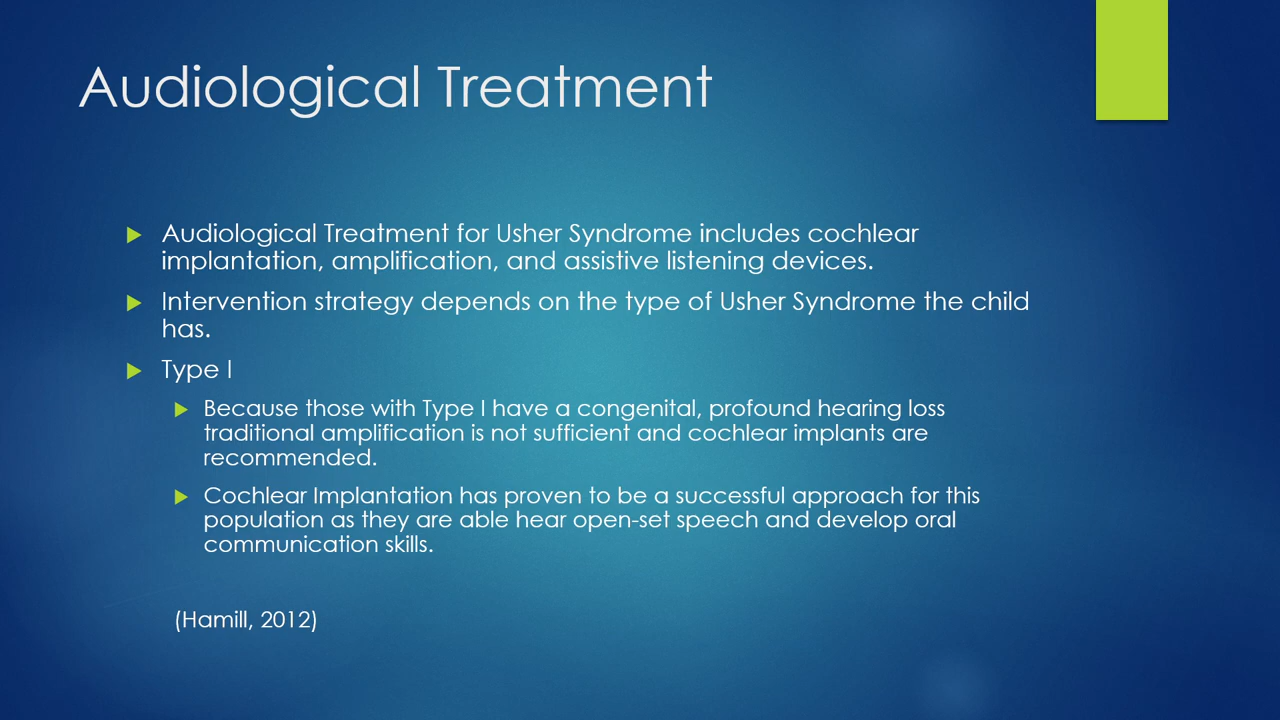 Audiological Treatment
Audiological Treatment for Usher Syndrome includes cochlear
implantation, amplification, and assistive listening devices.
Intervention strategy depends on the type of Usher Syndrome the child
has.
Type I
Because those with Type I have a congenital, profound hearing loss
traditional amplification is not sufficient and cochlear implants are
recommended.
Cochlear Implantation has proven to be a successful approach for this
population as they are able hear open-set speech and develop oral
communication skills.
(Hamill, 2012)